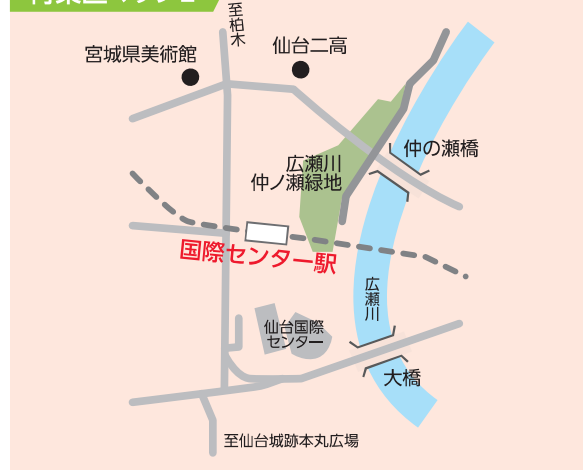 至柏木
宮城県美術館
仙台二高
仲の瀬橋
広瀬川
仲ノ瀬緑地
国際センター駅
広瀬川
仙台国際
センター
大橋
至仙台城跡本丸広場